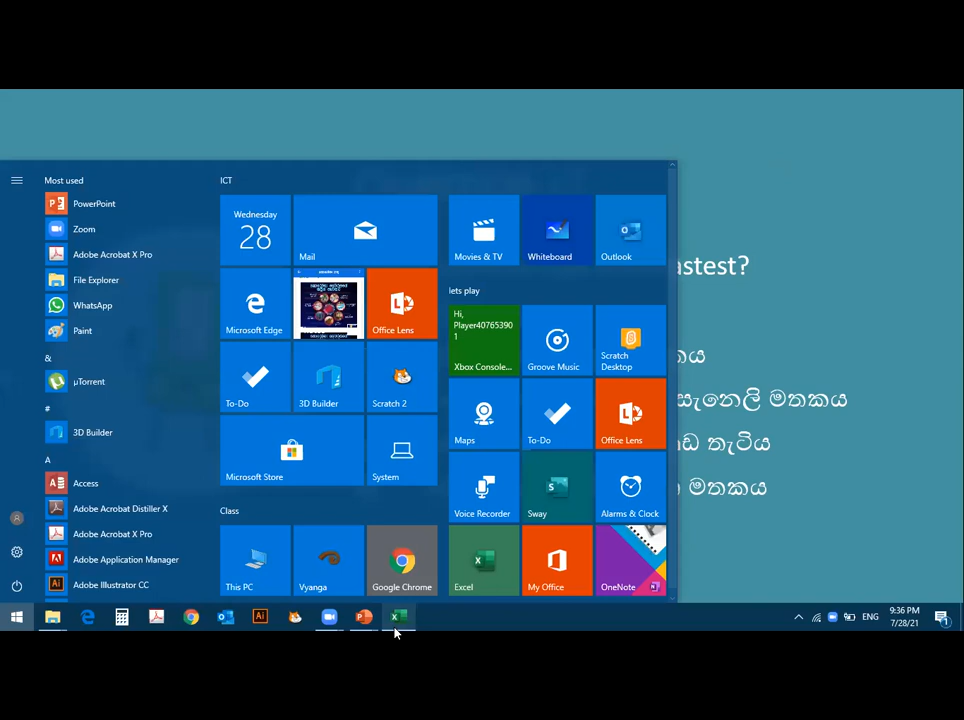 Most used
PowerPoint
Zoom
Adobe Acrobat X Pro
File Explorer
WhatsApp
Paint
&
µTorrent
#
3D Builder
A
Access
Adobe Acrobat Distiller X
Adobe Acrobat X Pro
Adobe Application Manager
Adobe Illustrator CC
ICT
Wednesday
28
Mail
Microsoft Edge
Office Lens
To-Do
3D Builder
Scratch 2
Microsoft Store
System
Class
This PC
Vyanga
Google Chrome
Movies & TV
Whiteboard
Outlook
lets play
Hi,
Player40765390
1
Xbox Console...
Groove Music
Scratch
Desktop
Maps
To-Do
Office Lens
Voice Recorder
Sway
Alarms & Clock
Excel
My Office
OneNote
astest?
සැනෙලි මතකය
තැටිය
මතකය
ENG
9:36 PM
7/28/21
1